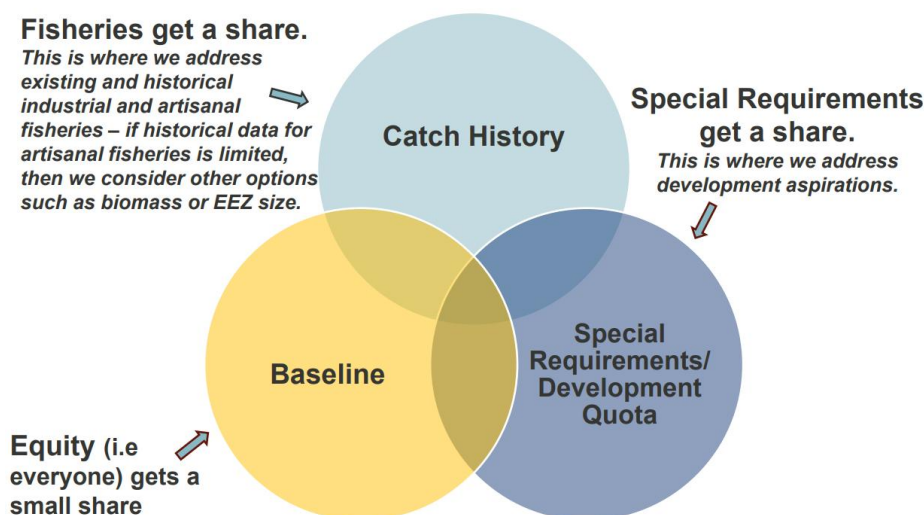 Fisheries get a share.
This is where we address
existing and historical
industrial and artisanal
fisheries – if historical data for
artisanal fisheries is limited,
then we consider other options
such as biomass or EEZ size.
Catch History
Special Requirements
get a share.
This is where we address
development aspirations.
Baseline
Special
Requirements/
Development
Quota
Equity (i.e
everyone) gets a
small share